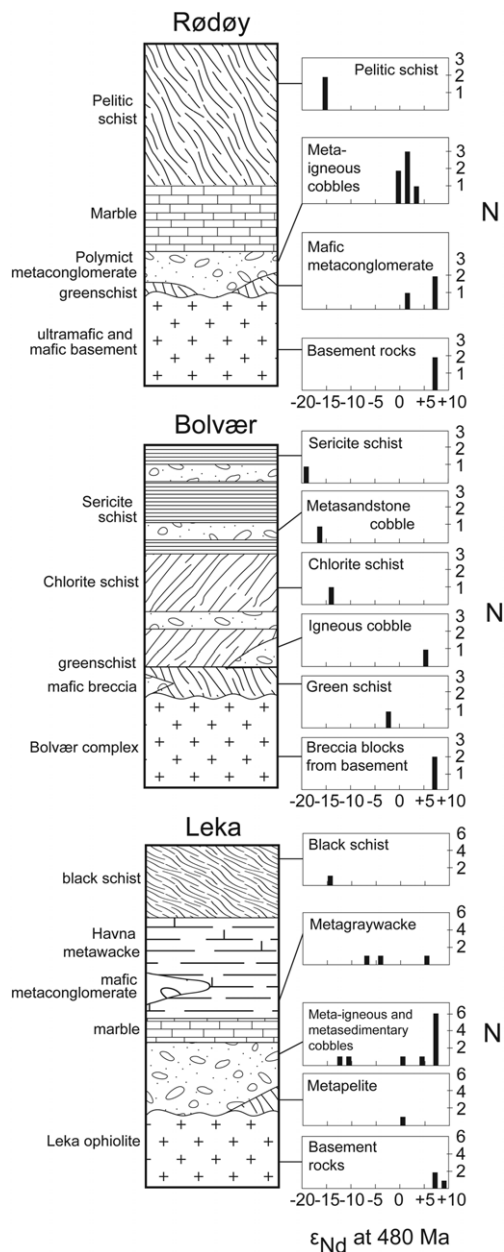 Rødøy
Pelitic
schist
Marble
Polymict
metaconglomerate
greenschist
ultramafic and
mafic basement
Pelitic schist
3
2
1
Meta-
igneous
cobbles
3
2
1
N
Mafic
metaconglomerate
3
2
1
Basement rocks
3
2
1
-20 -15 -10 -5 0 +5 +10
Bolvær
Sericite
schist
Chlorite schist
greenschist
mafic breccia
Bolvær complex
Sericite schist
3
2
1
Metasandstone
cobble
3
2
1
Chlorite schist
3
2
1
N
Igneous cobble
3
2
1
Green schist
3
2
1
Breccia blocks
from basement
3
2
1
-20 -15 -10 -5 0 +5 +10
Leka
black schist
Havna
metawacke
mafic
metaconglomerate
marble
Leka ophiolite
Black schist
6
4
2
Metagraywacke
6
4
2
Meta-igneous and
metasedimentary
cobbles
6
4
2
N
Metapelite
6
4
2
Basement
rocks
6
4
2
-20 -15 -10 -5 0 +5 +10
εNd at 480 Ma